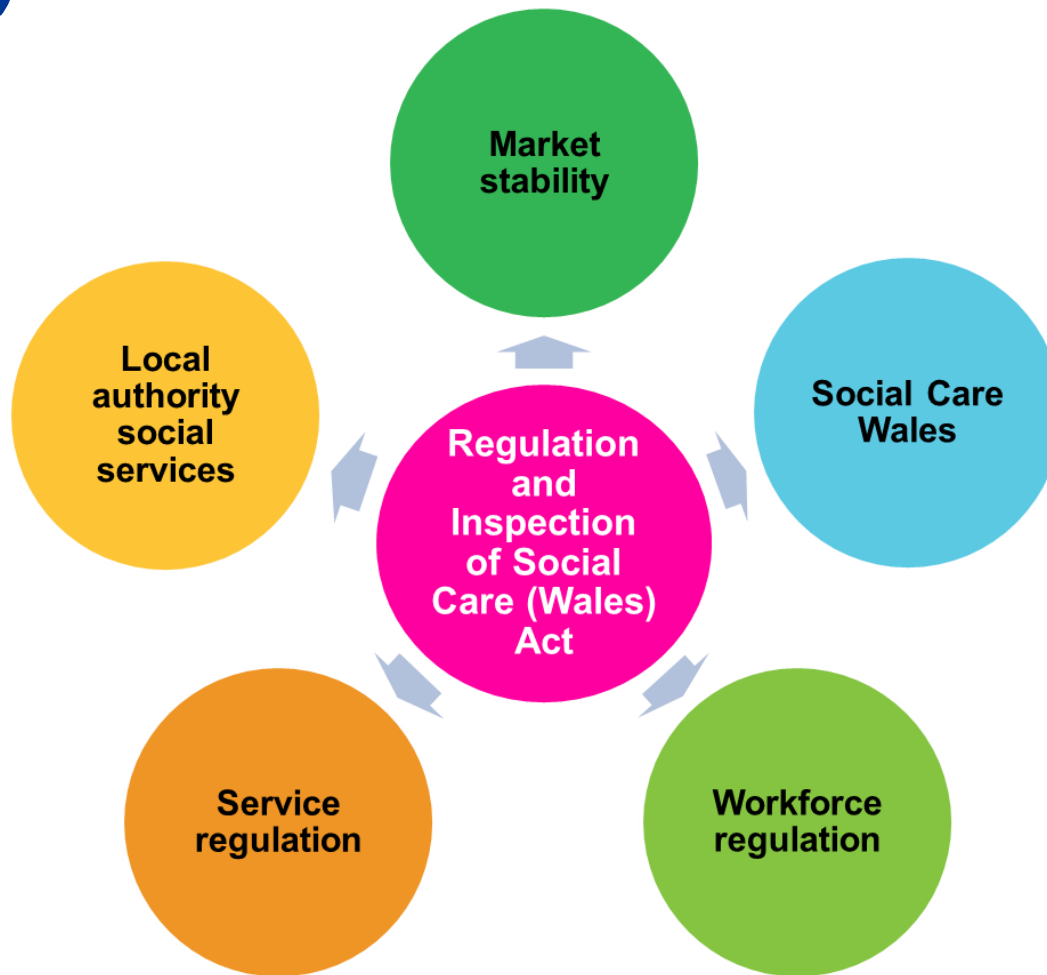 Market
stability
Local
authority
social
services
Social Care
Wales
Regulation
and
Inspection
of Social
Care (Wales)
Act
Service
regulation
Workforce
regulation